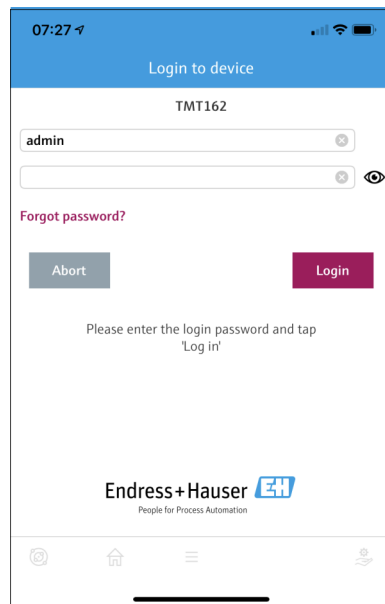 07:27
Login to device
TMT162
admin
Forgot password?
Abort
Login
Please enter the login password and tap
'Log in'
Endress+Hauser EH
People for Process Automation